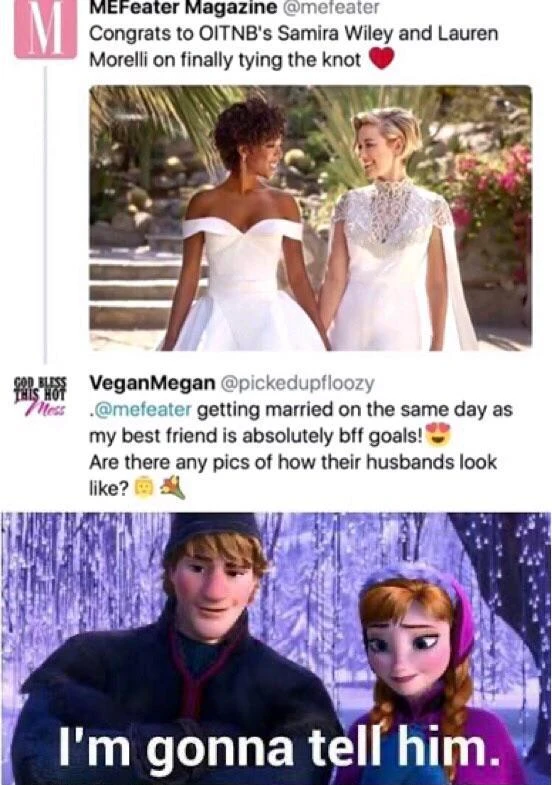 M
MEFeater Magazine @mefeater
Congrats to OITNB's Samira Wiley and Lauren
Morelli on finally tying the knot ❤️
GOD BLESS
THIS HOT
Mess
VeganMegan @pickedupfloozy
.@mefeater getting married on the same day as
my best friend is absolutely bff goals!😍
Are there any pics of how their husbands look
like?
I'm gonna tell him.